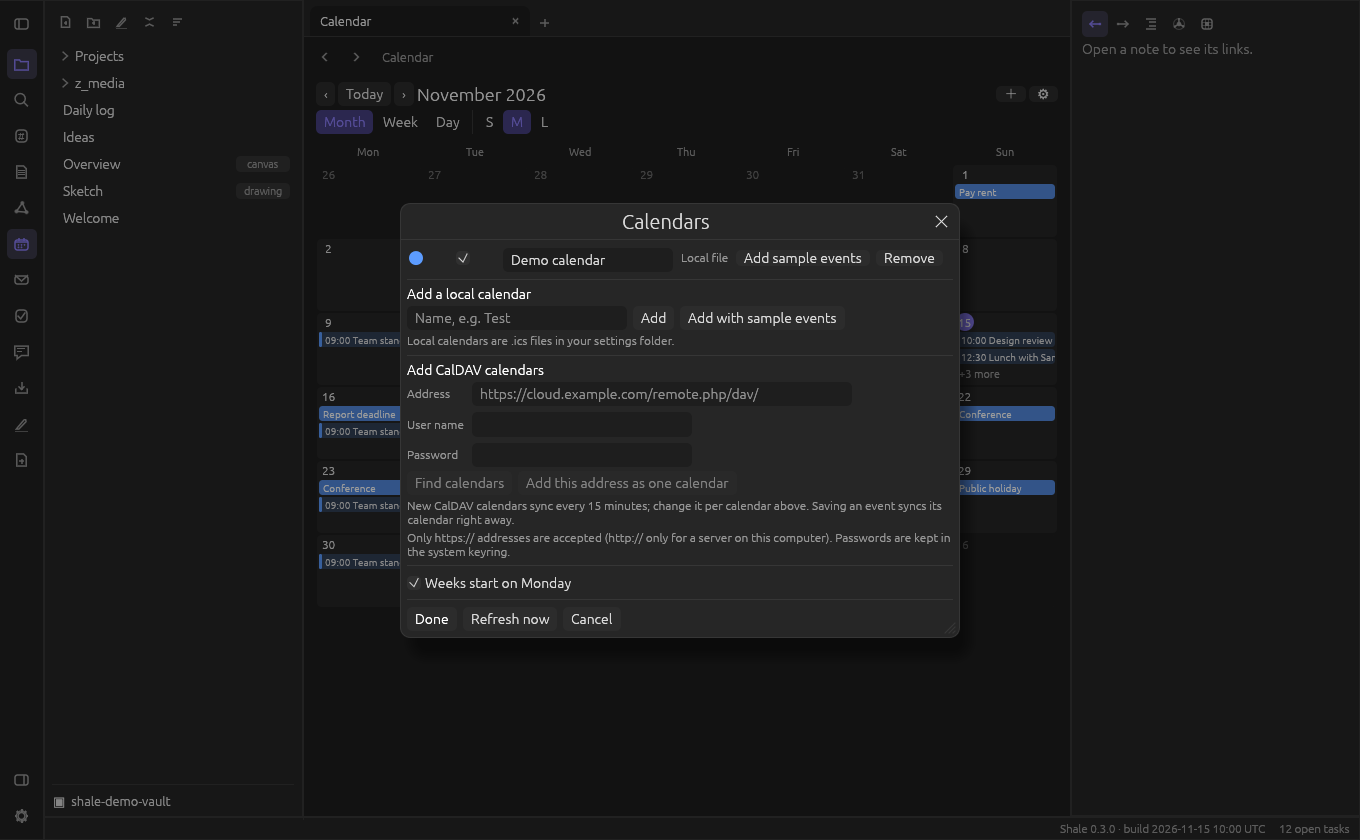 Calendar × +
Projects
z_media
Daily log
Ideas
Overview canvas
Sketch drawing
Welcome
shale-demo-vault
Calendar
‹ Today › November 2026
Month Week Day S M L
Mon Tue Wed Thu Fri Sat Sun
26 27 28 29 30 31 1
Pay rent
2 8
9 15
09:00 Team stan
10:00 Design review
12:30 Lunch with Sar
+3 more
16 22
Report deadline
Conference
09:00 Team stan
23 29
Conference
Public holiday
09:00 Team stan
30 6
09:00 Team stan
Calendars
Demo calendar Local file Add sample events Remove
Add a local calendar
Name, e.g. Test Add Add with sample events
Local calendars are .ics files in your settings folder.
Add CalDAV calendars
Address https://cloud.example.com/remote.php/dav/
User name
Password
Find calendars Add this address as one calendar
New CalDAV calendars sync every 15 minutes; change it per calendar above. Saving an event syncs its
calendar right away.
Only https:// addresses are accepted (http:// only for a server on this computer). Passwords are kept in
the system keyring.
Weeks start on Monday
Done Refresh now Cancel
Open a note to see its links.
Shale 0.3.0 · build 2026-11-15 10:00 UTC 12 open tasks